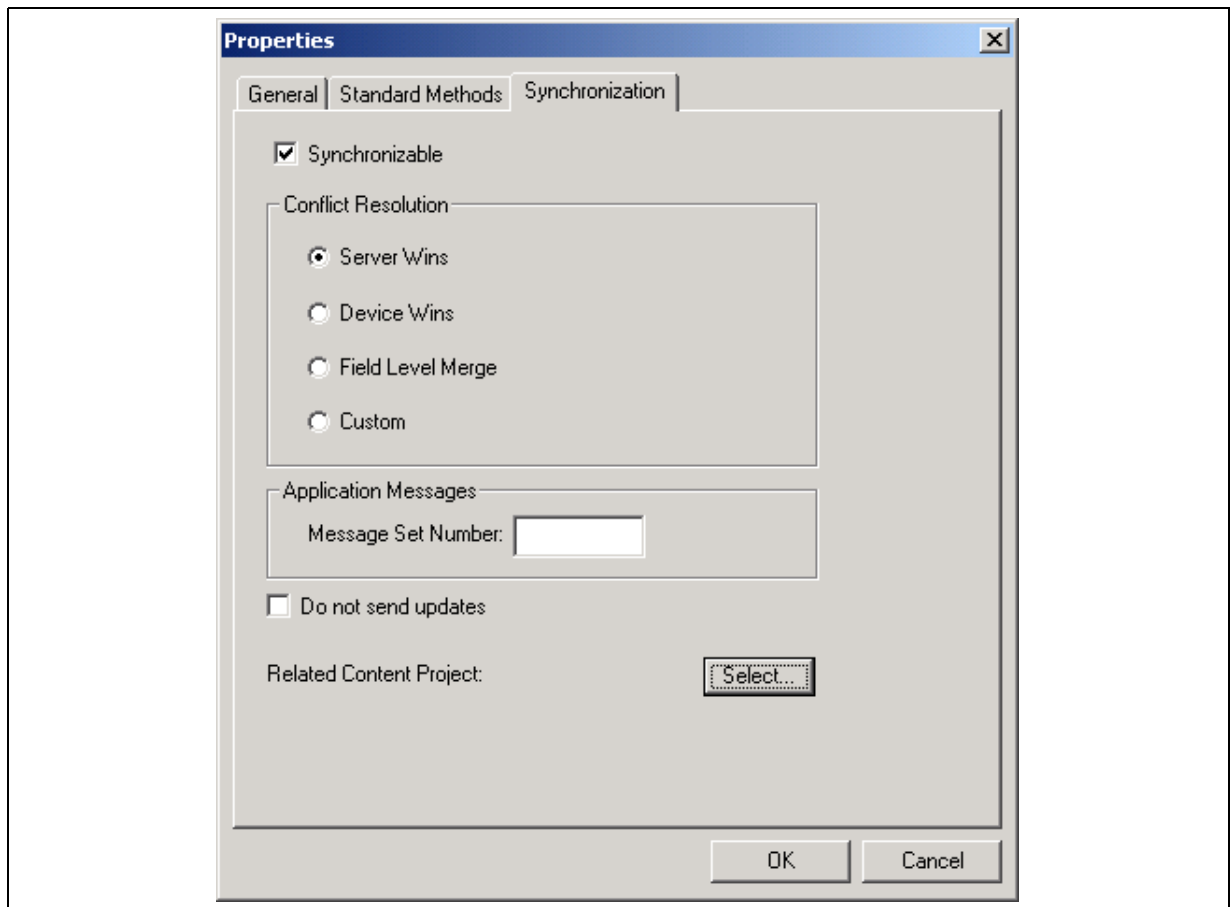 Properties
General Standard Methods Synchronization
Synchronizable
Conflict Resolution
Server Wins
Device Wins
Field Level Merge
Custom
Application Messages
Message Set Number:
Do not send updates
Related Content Project: Select...
OK Cancel